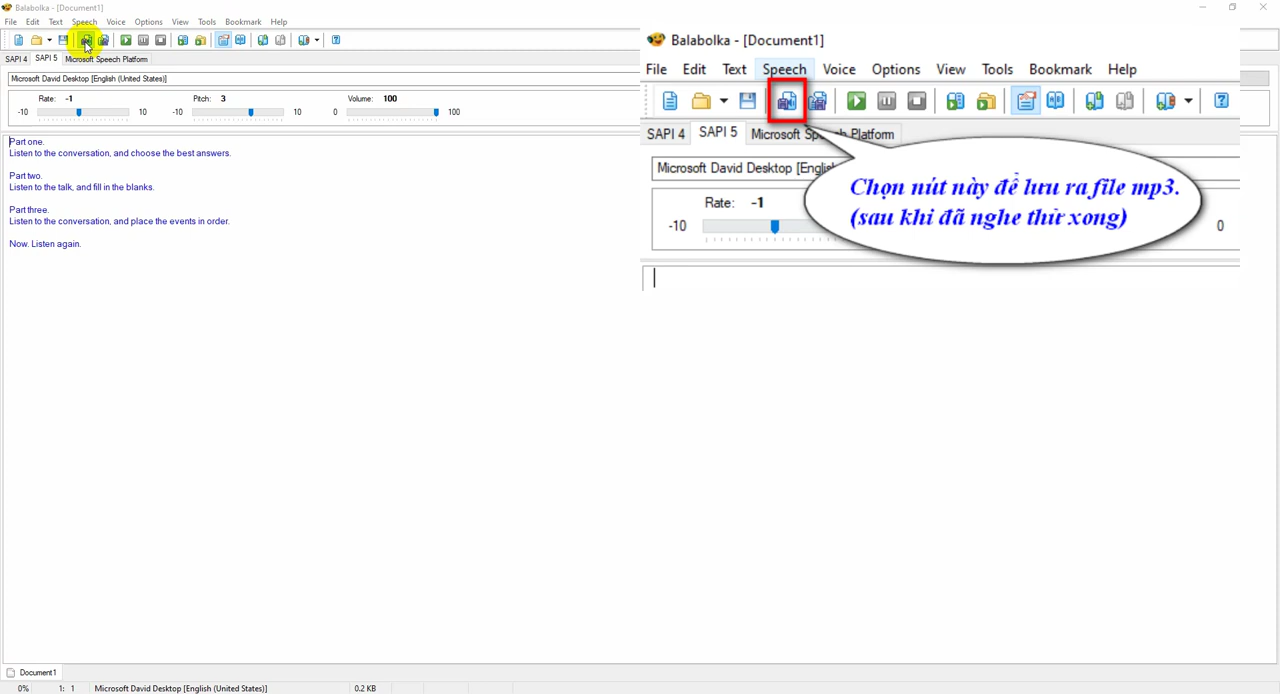 Balabolka - [Document1]
File Edit Text Speech Voice Options View Tools Bookmark Help
SAPI 4 SAPI 5 Microsoft Speech Platform
Microsoft David Desktop [English (United States)]
Rate: -1 Pitch: 3 Volume: 100
-10 10 -10 10 0 100
Part one.
Listen to the conversation, and choose the best answers.
Part two.
Listen to the talk, and fill in the blanks.
Part three.
Listen to the conversation, and place the events in order.
Now. Listen again.
Balabolka - [Document1]
File Edit Text Speech Voice Options View Tools Bookmark Help
SAPI 4 SAPI 5 Microsoft Platform
Microsoft David Desktop
Rate: -1
-10 0
Chọn nút này để lưu ra file mp3.
(sau khi đã nghe thử xong)
Document1
0% 1: 1 Microsoft David Desktop [English (United States)] 0.2 KB